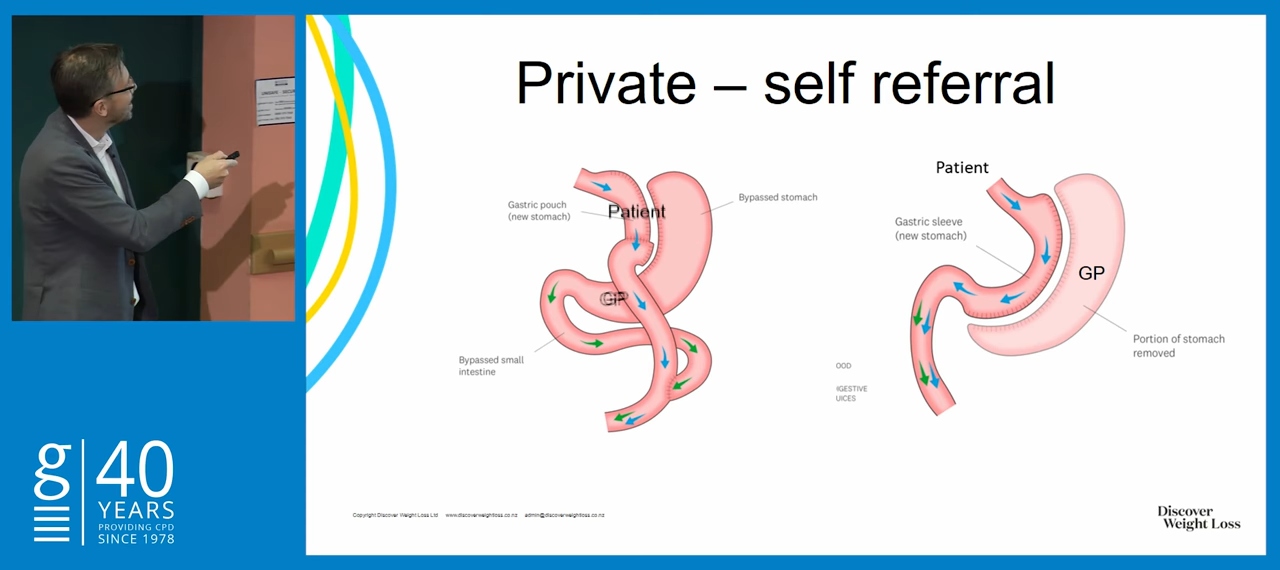 Private – self referral
Patient
Gastric pouch
(new stomach)
Patient
Bypassed stomach
Gastric sleeve
(new stomach)
GP
GP
Bypassed small
intestine
Portion of stomach
removed
OOD
IGESTIVE
UICES
g
40
YEARS
PROVIDING CPD
SINCE 1978
Copyright Discover Weight Loss Ltd www.discoverweightloss.co.nz admin@discoverweightloss.co.nz
Discover
Weight Loss